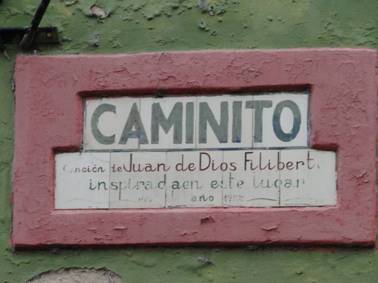 CAMINITO
Canción de Juan de Dios Filibert
inspirada en este lugar
año